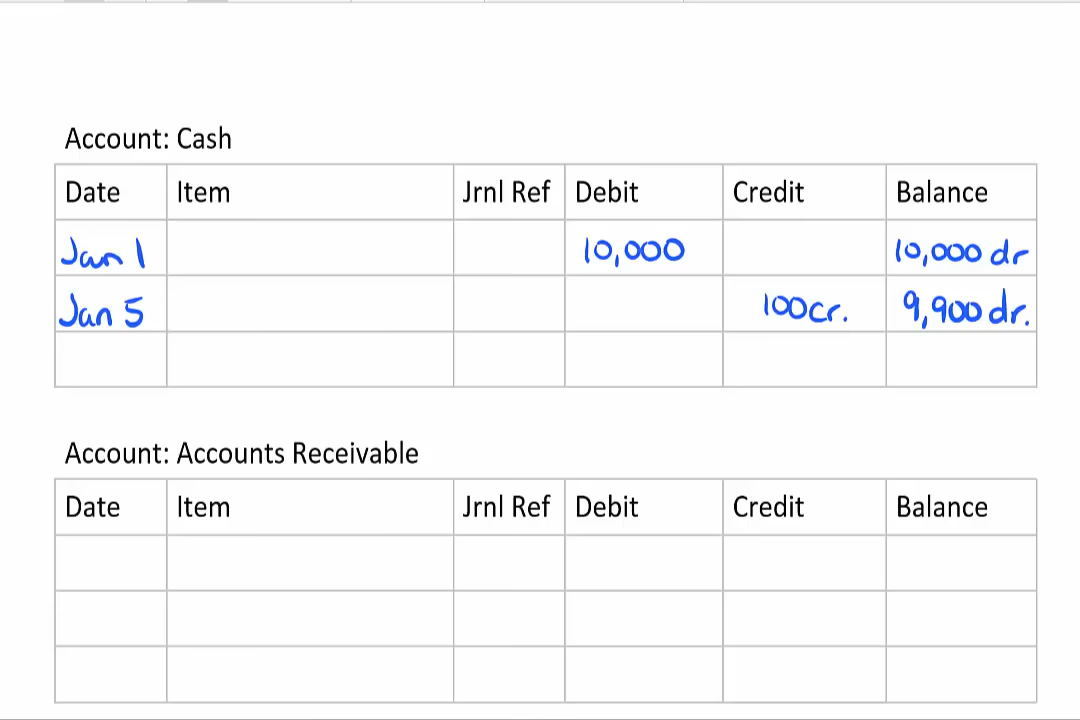 Account: Cash
Date Item Jrnl Ref Debit Credit Balance
Jan 1 10,000 10,000 dr
Jan 5 100cr. 9,900 dr.
Account: Accounts Receivable
Date Item Jrnl Ref Debit Credit Balance